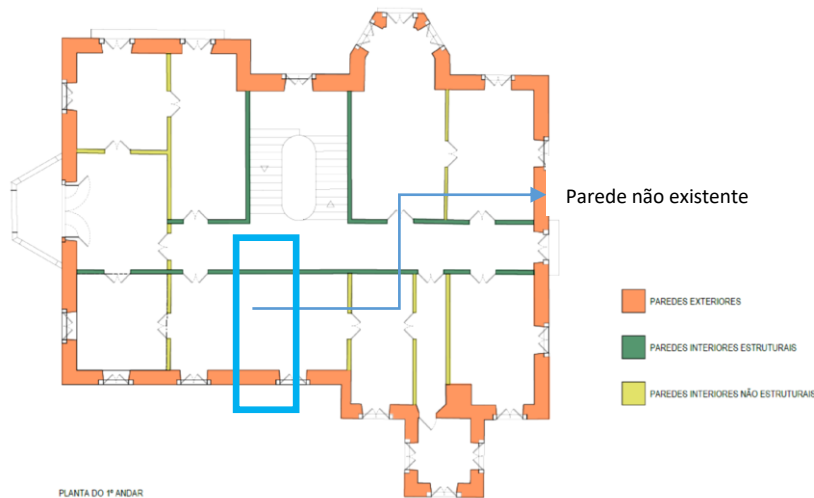 Parede não existente
PAREDES EXTERIORES
PAREDES INTERIORES ESTRUTURAIS
PAREDES INTERIORES NÃO ESTRUTURAIS
PLANTA DO 1º ANDAR